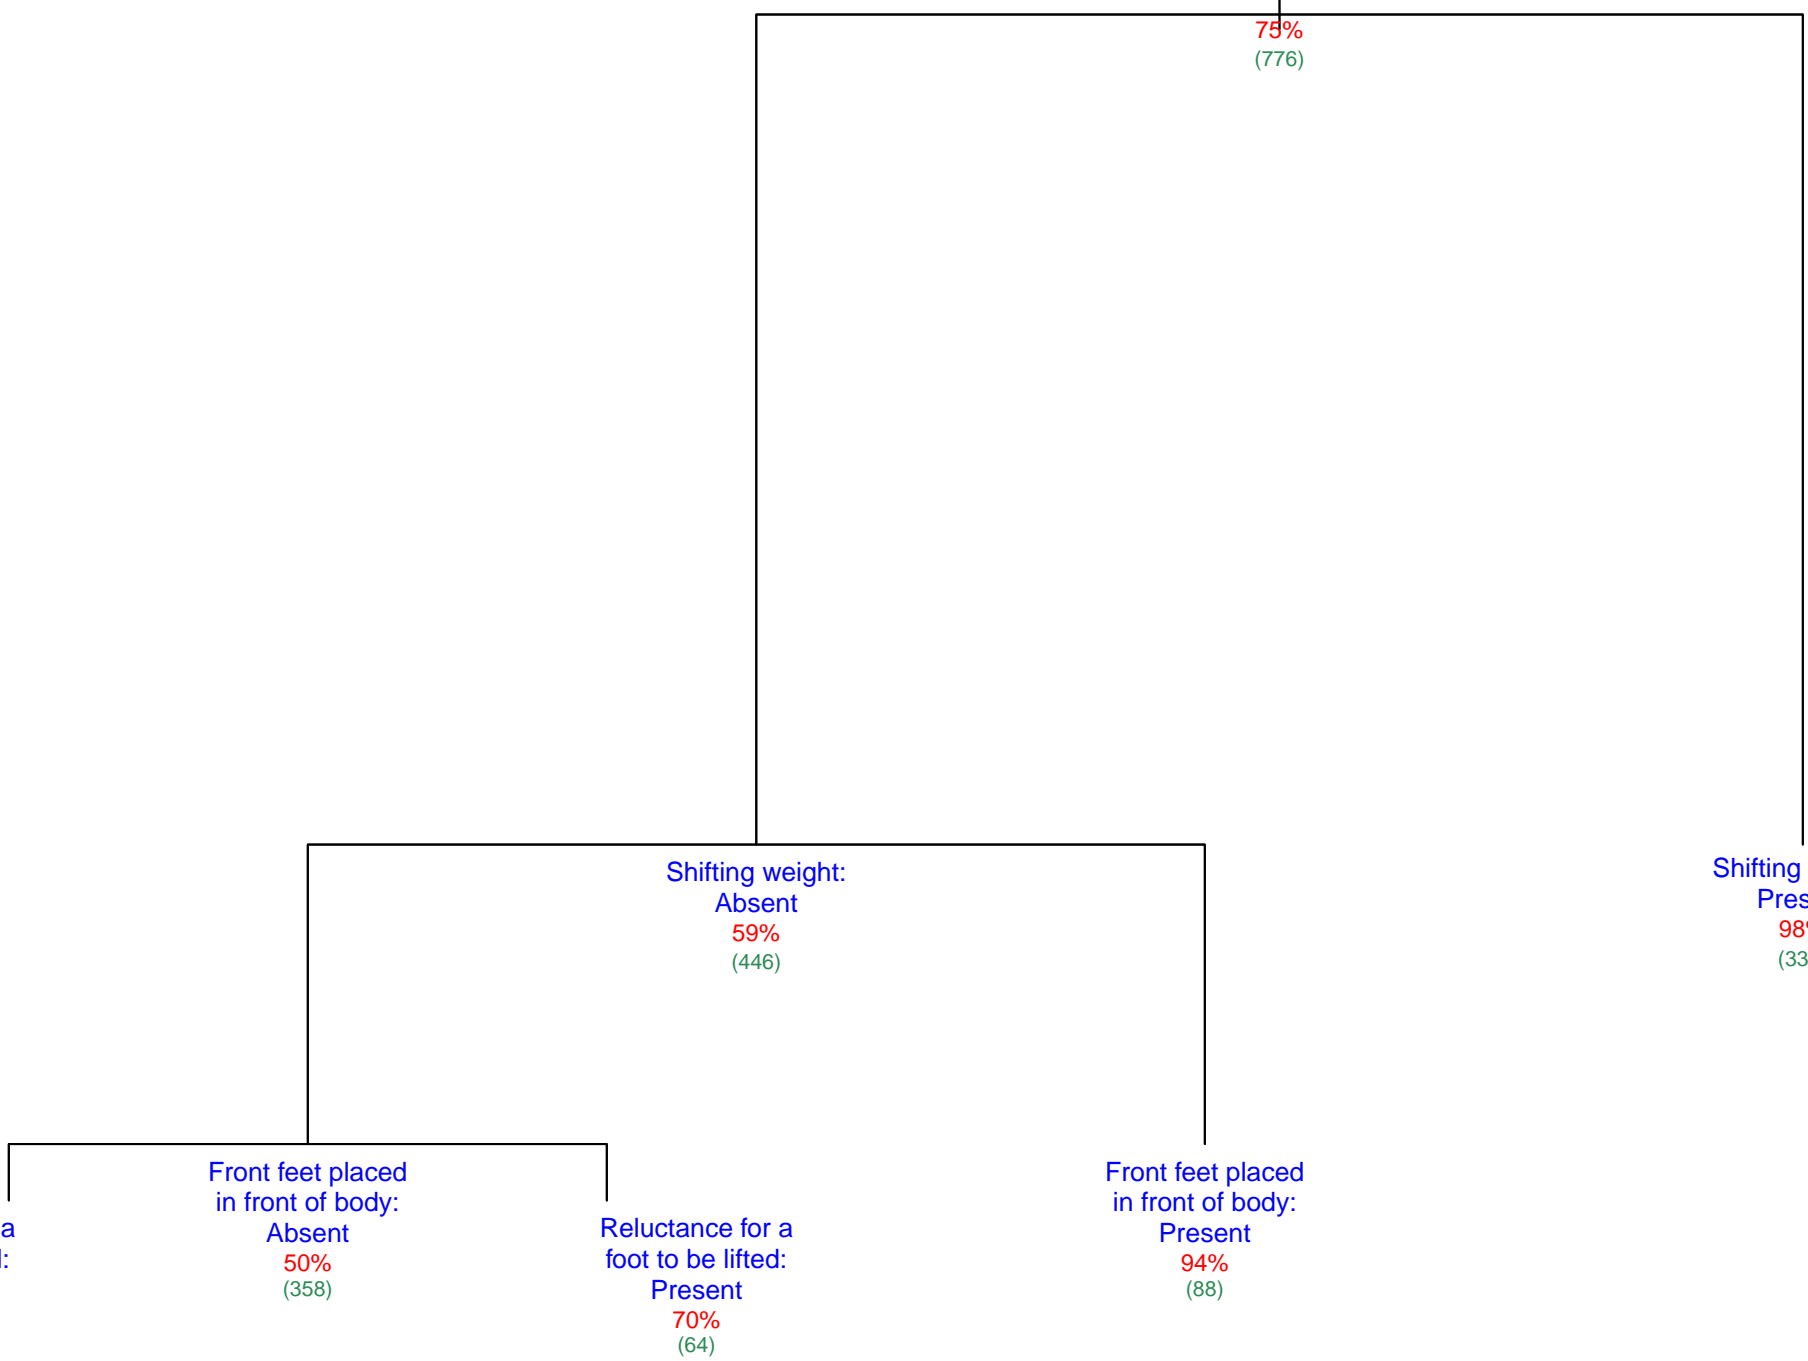 75%
(776)
Shifting weight:
Absent
59%
(446)
Shifting
Front feet placed
in front of body:
Absent
50%
(358)
Reluctance for a
foot to be lifted:
Present
70%
(64)
Front feet placed
in front of body:
Present
94%
(88)
a